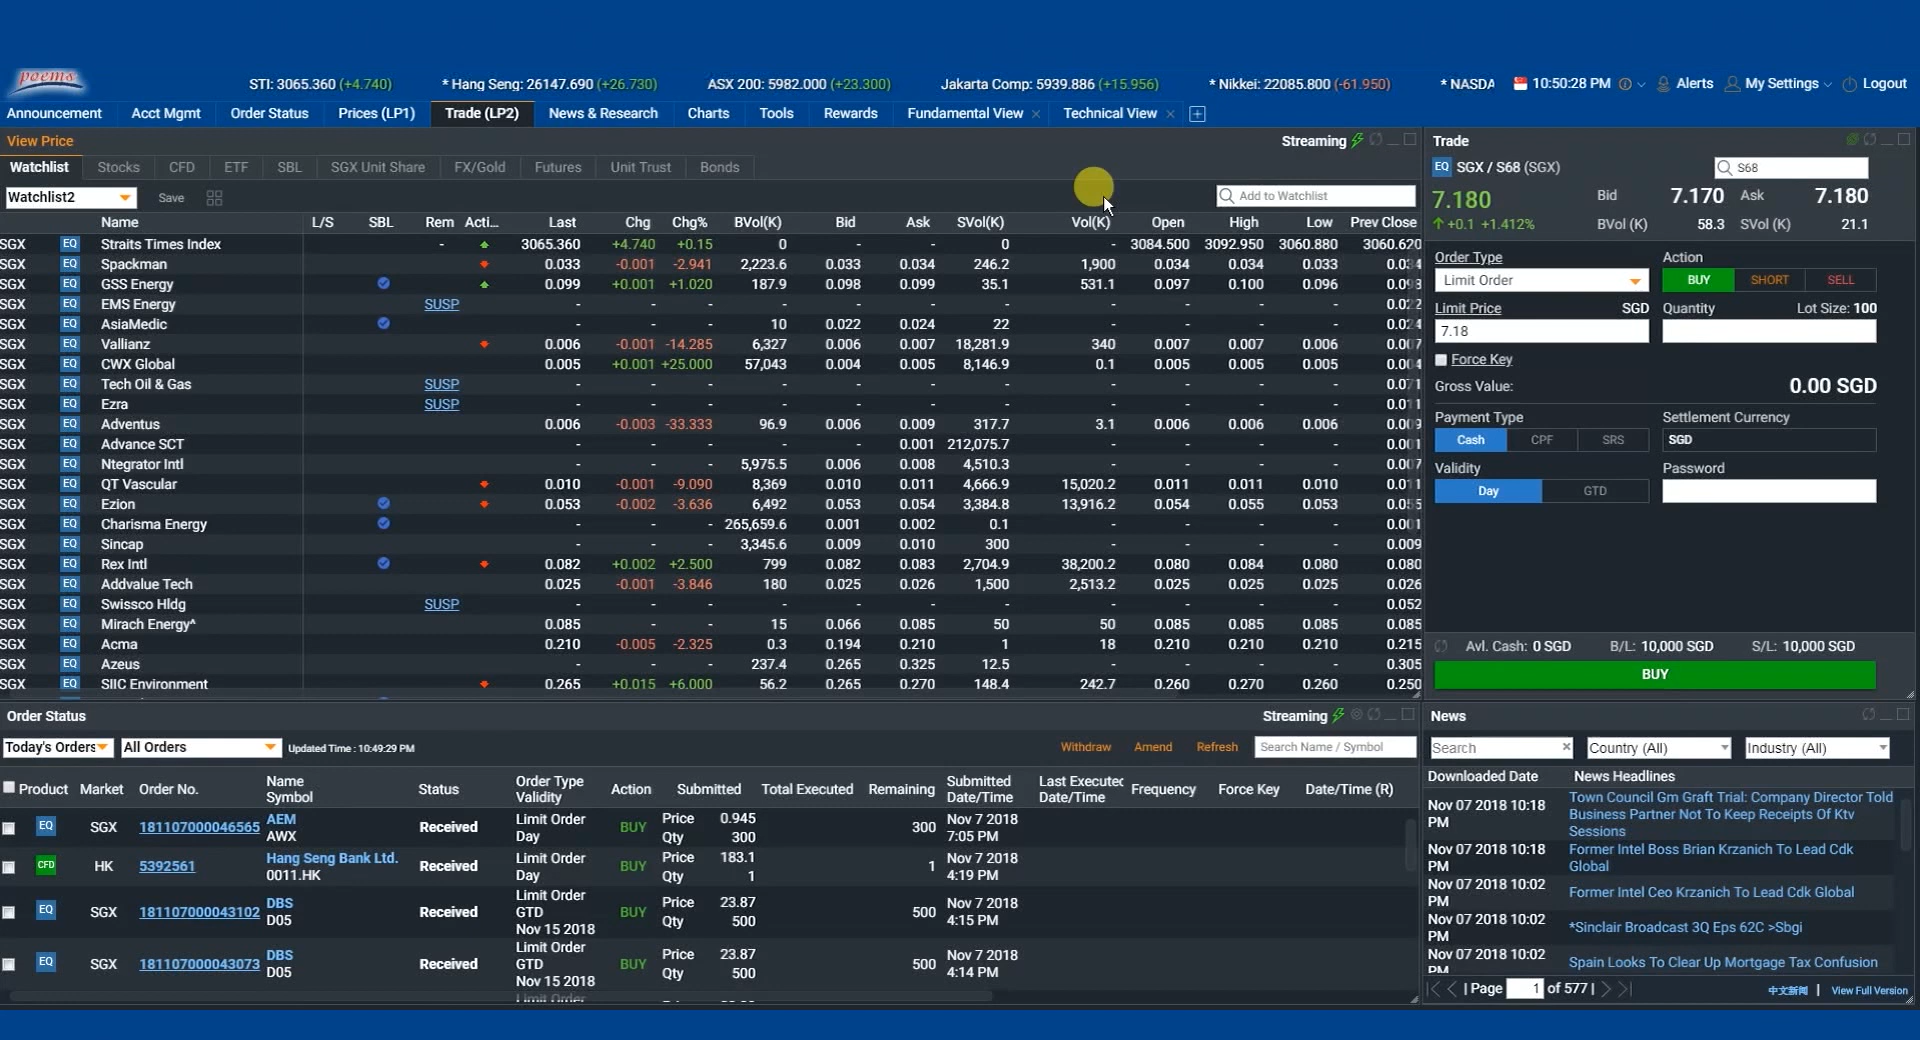 poems
STI: 3065.360 (+4.740) * Hang Seng: 26147.690 (+26.730) ASX 200: 5982.000 (+23.300) Jakarta Comp: 5939.886 (+15.956) * Nikkei: 22085.800 (-61.950) * NASDA 10:50:28 PM Alerts My Settings Logout
Announcement Acct Mgmt Order Status Prices (LP1) Trade (LP2) News & Research Charts Tools Rewards Fundamental View × Technical View ×
View Price Streaming
Watchlist Stocks CFD ETF SBL SGX Unit Share FX/Gold Futures Unit Trust Bonds
Watchlist2 Save Add to Watchlist
Name L/S SBL Rem Acti... Last Chg Chg% BVol(K) Bid Ask SVol(K) Vol(K) Open High Low Prev Close
SGX EQ Straits Times Index - 3065.360 +4.740 +0.15 0 - - 0 - 3084.500 3092.950 3060.880 3060.620
SGX EQ Spackman 0.033 -0.001 -2.941 2,223.6 0.033 0.034 246.2 1,900 0.034 0.034 0.033 0.034
SGX EQ GSS Energy 0.099 +0.001 +1.020 187.9 0.098 0.099 35.1 531.1 0.097 0.100 0.096 0.098
SGX EQ EMS Energy SUSP - - - - - - - - - - - 0.022
SGX EQ AsiaMedic - - - 10 0.022 0.024 22 - - - - 0.024
SGX EQ Vallianz 0.006 -0.001 -14.285 6,327 0.006 0.007 18,281.9 340 0.007 0.007 0.006 0.007
SGX EQ CWX Global 0.005 +0.001 +25.000 57,043 0.004 0.005 8,146.9 0.1 0.005 0.005 0.005 0.004
SGX EQ Tech Oil & Gas SUSP - - - - - - - - - - - 0.071
SGX EQ Ezra SUSP - - - - - - - - - - - 0.011
SGX EQ Adventus 0.006 -0.003 -33.333 96.9 0.006 0.009 317.7 3.1 0.006 0.006 0.006 0.009
SGX EQ Advance SCT - - - - - 0.001 212,075.7 - - - - 0.001
SGX EQ Ntegrator Intl - - - 5,975.5 0.006 0.008 4,510.3 - - - - 0.007
SGX EQ QT Vascular 0.010 -0.001 -9.090 8,369 0.010 0.011 4,666.9 15,020.2 0.011 0.011 0.010 0.011
SGX EQ Ezion 0.053 -0.002 -3.636 6,492 0.053 0.054 3,384.8 13,916.2 0.054 0.055 0.053 0.055
SGX EQ Charisma Energy - - - 265,659.6 0.001 0.002 0.1 - - - - 0.001
SGX EQ Sincap - - - 3,345.6 0.009 0.010 300 - - - - 0.009
SGX EQ Rex Intl 0.082 +0.002 +2.500 799 0.082 0.083 2,704.9 38,200.2 0.080 0.084 0.080 0.080
SGX EQ Addvalue Tech 0.025 -0.001 -3.846 180 0.025 0.026 1,500 2,513.2 0.025 0.025 0.025 0.026
SGX EQ Swissco Hldg SUSP - - - - - - - - - - - 0.052
SGX EQ Mirach Energy^ 0.085 - - 15 0.066 0.085 50 50 0.085 0.085 0.085 0.085
SGX EQ Acma 0.210 -0.005 -2.325 0.3 0.194 0.210 1 18 0.210 0.210 0.210 0.215
SGX EQ Azeus - - - 237.4 0.265 0.325 12.5 - - - - 0.305
SGX EQ SIIC Environment 0.265 +0.015 +6.000 56.2 0.265 0.270 148.4 242.7 0.260 0.270 0.260 0.250
Trade
EQ SGX / S68 (SGX) S68
7.180 Bid 7.170 Ask 7.180
+0.1 +1.412% BVol (K) 58.3 SVol (K) 21.1
Order Type Action
Limit Order BUY SHORT SELL
Limit Price SGD Quantity Lot Size: 100
7.18
Force Key
Gross Value: 0.00 SGD
Payment Type Settlement Currency
Cash CPF SRS SGD
Validity Password
Day GTD
Avl. Cash: 0 SGD B/L: 10,000 SGD S/L: 10,000 SGD
BUY
Order Status Streaming
Today's Orders All Orders Updated Time : 10:49:29 PM Withdraw Amend Refresh Search Name / Symbol
Product Market Order No. Name Symbol Status Order Type Validity Action Submitted Total Executed Remaining Submitted Date/Time Last Executed Date/Time Frequency Force Key Date/Time (R)
EQ SGX 181107000046565 AEM AWX Received Limit Order Day BUY Price 0.945 Qty 300 300 Nov 7 2018 7:05 PM
CFD HK 5392561 Hang Seng Bank Ltd. 0011.HK Received Limit Order Day BUY Price 183.1 Qty 1 1 Nov 7 2018 4:19 PM
EQ SGX 181107000043102 DBS D05 Received Limit Order GTD Nov 15 2018 BUY Price 23.87 Qty 500 500 Nov 7 2018 4:15 PM
EQ SGX 181107000043073 DBS D05 Received Limit Order GTD Nov 15 2018 BUY Price 23.87 Qty 500 500 Nov 7 2018 4:14 PM
News
Search × Country (All) Industry (All)
Downloaded Date News Headlines
Nov 07 2018 10:18 PM Town Council Gm Graft Trial: Company Director Told Business Partner Not To Keep Receipts Of Ktv Sessions
Nov 07 2018 10:18 PM Former Intel Boss Brian Krzanich To Lead Cdk Global
Nov 07 2018 10:02 PM Former Intel Ceo Krzanich To Lead Cdk Global
Nov 07 2018 10:02 PM *Sinclair Broadcast 3Q Eps 62C >Sbgi
Nov 07 2018 10:02 PM Spain Looks To Clear Up Mortgage Tax Confusion
Page 1 of 577 中文新闻 | View Full Version